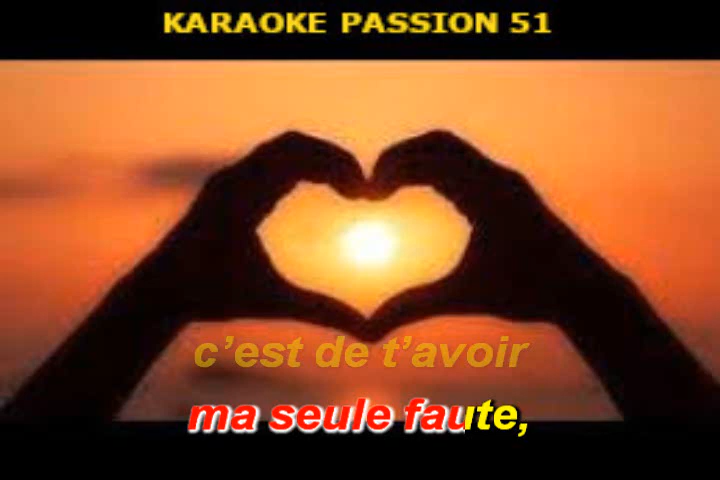 KARAOKE PASSION 51
c’est de t’avoir
ma seule faute,